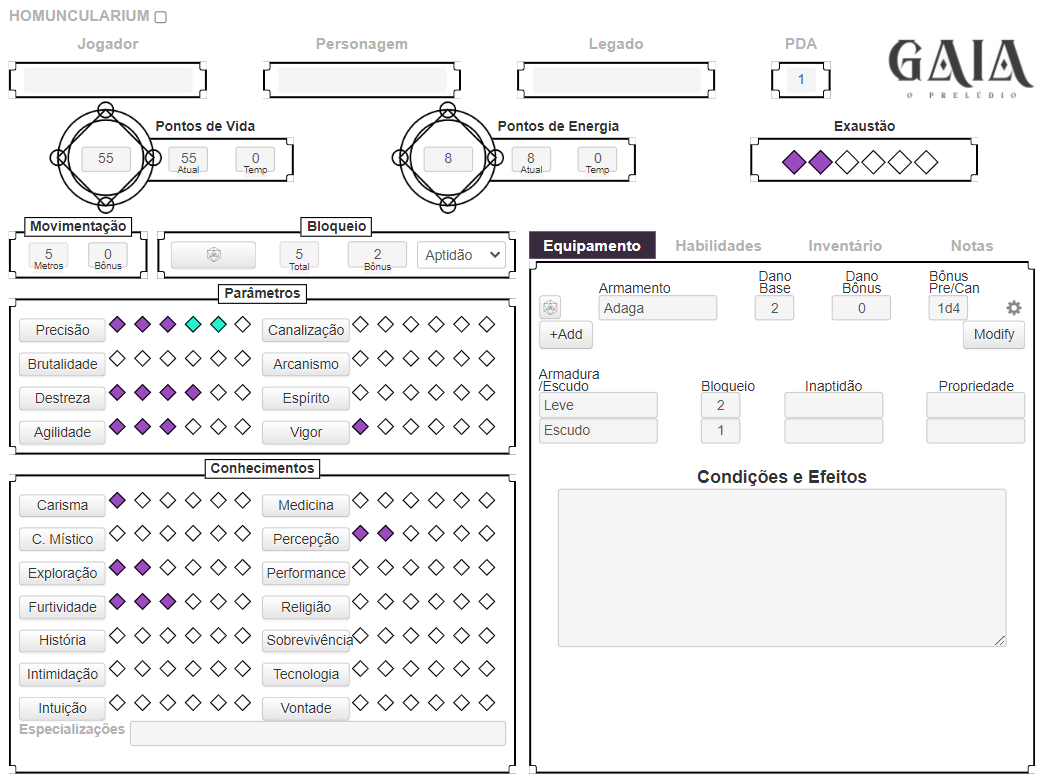 HOMUNCULARIUM
Jogador Personagem Legado PDA
GAIA
O PRELÚDIO
1
Pontos de Vida Pontos de Energia Exaustão
55 55 0 8 8 0
Atual Temp Atual Temp
Movimentação Bloqueio
5 0 5 2 Aptidão
Metros Bônus Total Bônus
Equipamento Habilidades Inventário Notas
Parâmetros
Precisão Canalização
Brutalidade Arcanismo
Destreza Espírito
Agilidade Vigor
Conhecimentos
Carisma Medicina
C. Místico Percepção
Exploração Performance
Furtividade Religião
História Sobrevivência
Intimidação Tecnologia
Intuição Vontade
Especializações
Armamento Dano Base Dano Bônus Bônus Pre/Can
Adaga 2 0 1d4
+Add Modify
Armadura
/Escudo Bloqueio Inaptidão Propriedade
Leve 2
Escudo 1
Condições e Efeitos